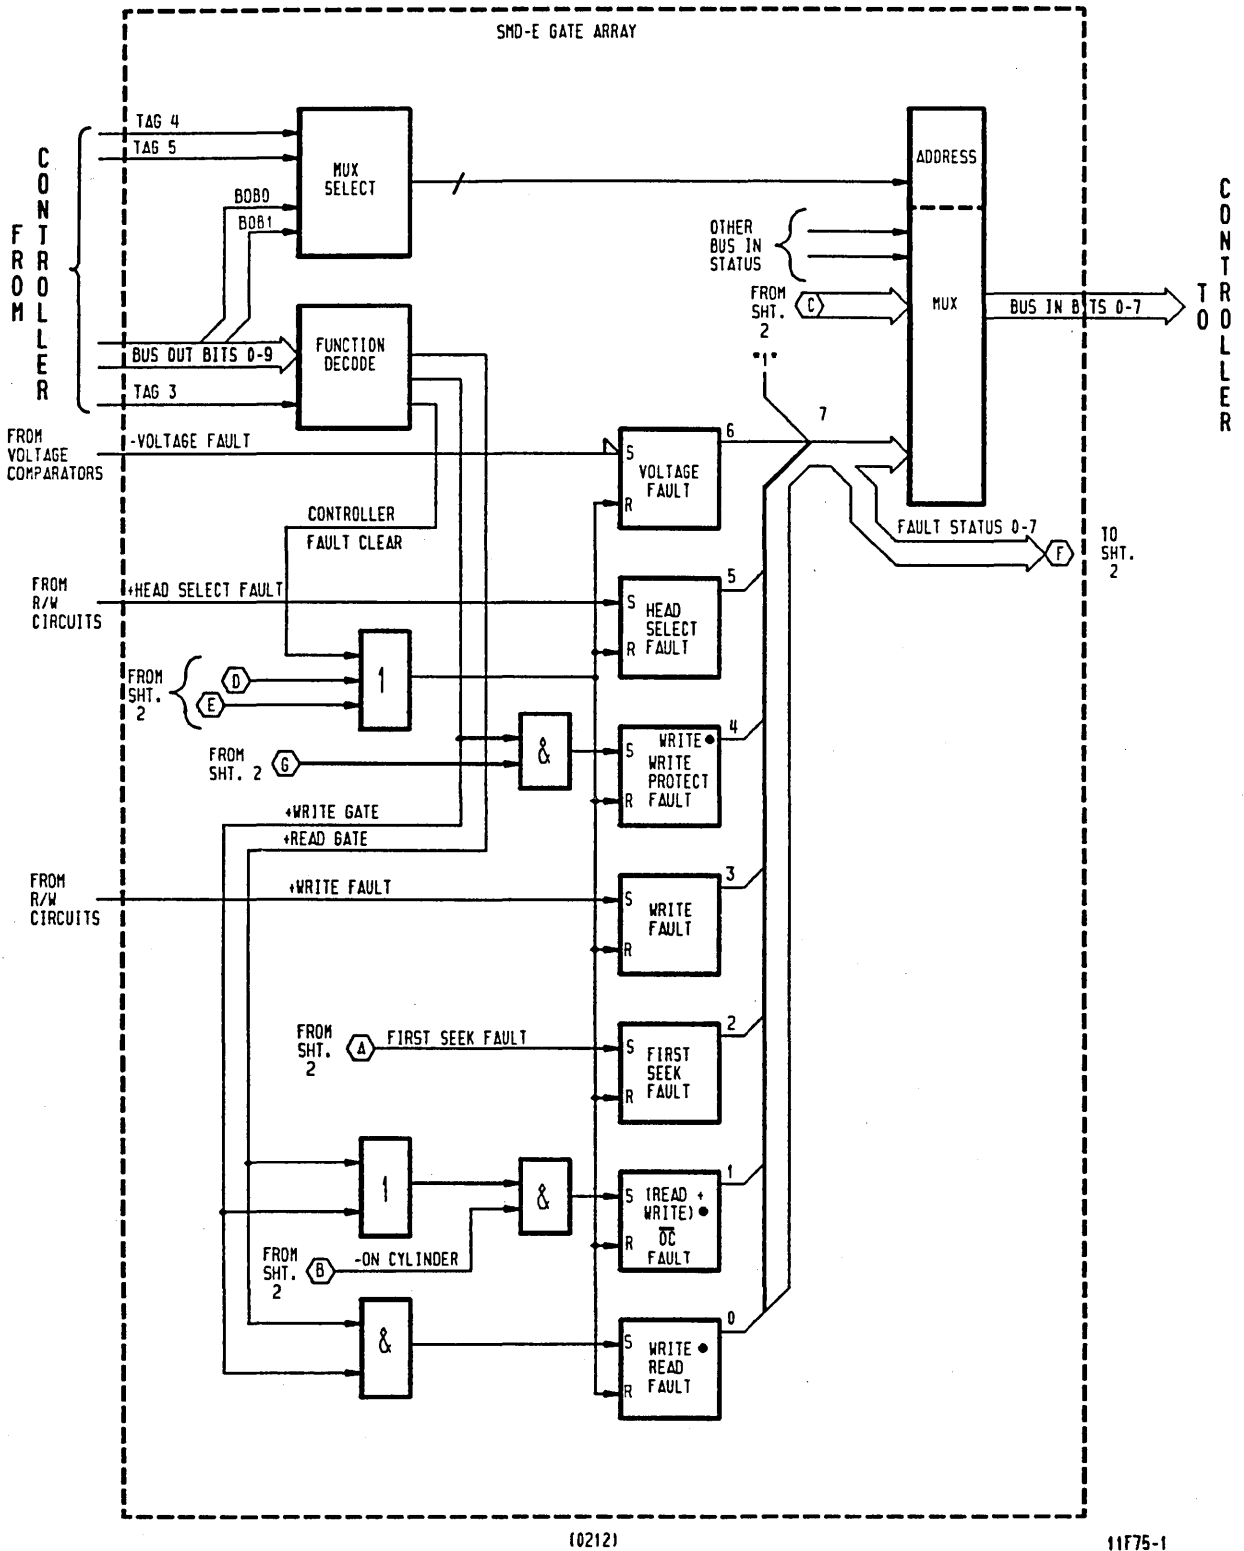 SMD-E GATE ARRAY
FROM
CONTROLLER
TAG 4
TAG 5
BOB0
BOB1
MUX
SELECT
BUS OUT BITS 0-9
TAG 3
FUNCTION
DECODE
ADDRESS
OTHER
BUS IN
STATUS
FROM
SHT.
2
C
MUX
BUS IN BITS 0-7
TO
CONTROLLER
"1"
7
FROM
VOLTAGE
COMPARATORS
-VOLTAGE FAULT
S
VOLTAGE
FAULT
R
6
CONTROLLER
FAULT CLEAR
FAULT STATUS 0-7
F
TO
SHT.
2
FROM
R/W
CIRCUITS
+HEAD SELECT FAULT
S
HEAD
SELECT
R FAULT
5
FROM
SHT.
2
D
E
1
FROM
SHT. 2
G
&
S
WRITE •
WRITE
PROTECT
R FAULT
4
+WRITE GATE
+READ GATE
FROM
R/W
CIRCUITS
+WRITE FAULT
S
WRITE
FAULT
R
3
FROM
SHT.
2
A
FIRST SEEK FAULT
S
FIRST
SEEK
R FAULT
2
1
&
S (READ +
WRITE) •
R OC
FAULT
1
FROM
SHT.
2
B
-ON CYLINDER
&
S WRITE •
READ
R FAULT
0
(0212)
11F75-1